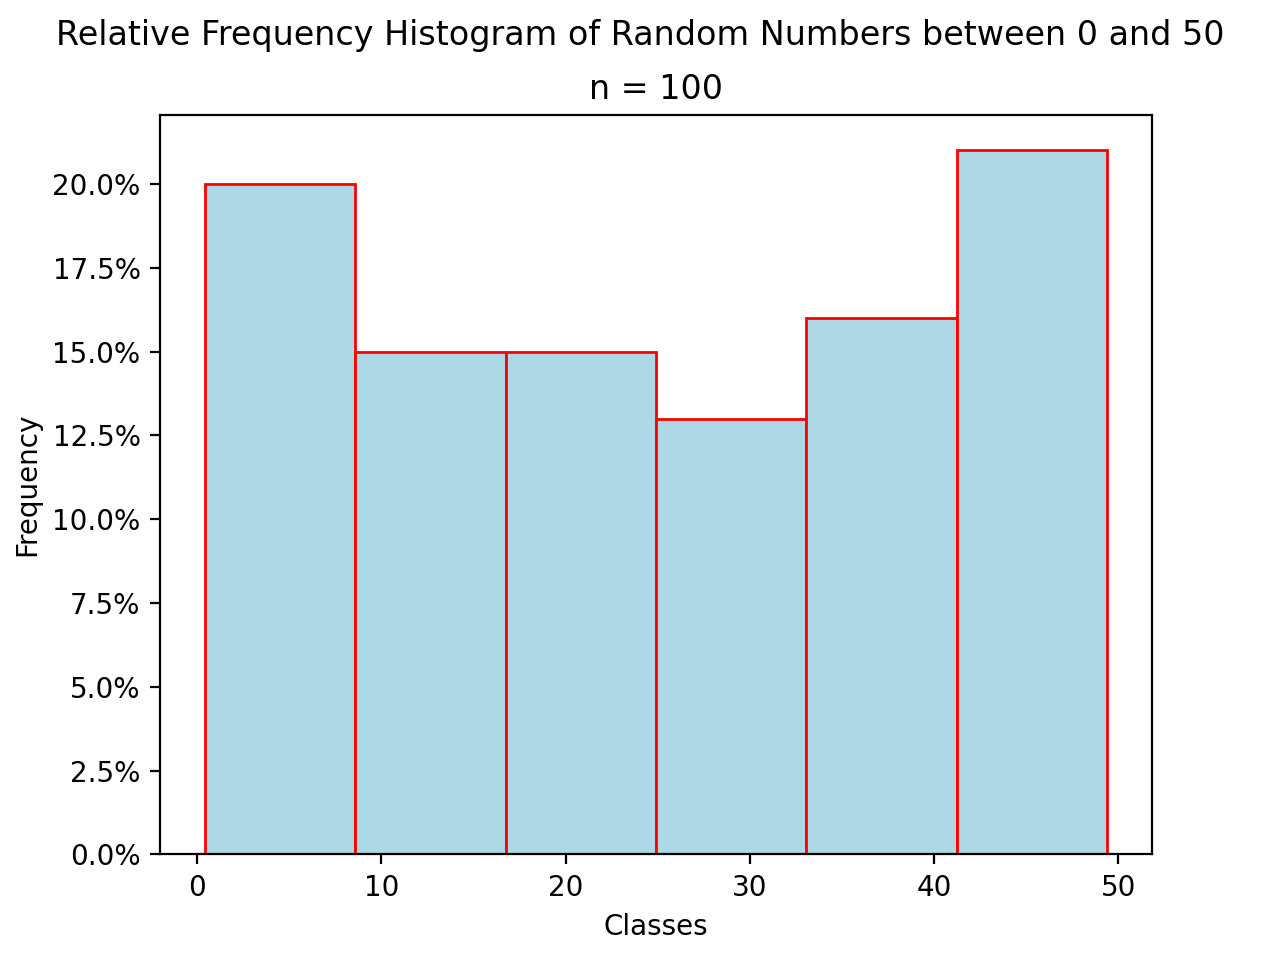 Relative Frequency Histogram of Random Numbers between 0 and 50
n = 100
20.0%
17.5%
15.0%
12.5%
10.0%
7.5%
5.0%
2.5%
0.0%
Frequency
0 10 20 30 40 50
Classes